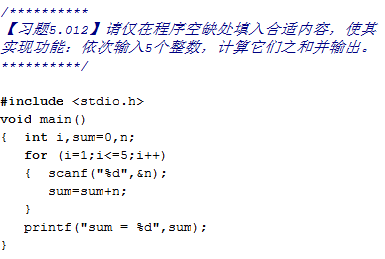 /**********
【习题5.012】请仅在程序空缺处填入合适内容，使其
实现功能：依次输入5个整数，计算它们之和并输出。
**********/
#include <stdio.h>
void main()
{ int i,sum=0,n;
for (i=1;i<=5;i++)
{ scanf("%d",&n);
sum=sum+n;
}
printf("sum = %d",sum);
}